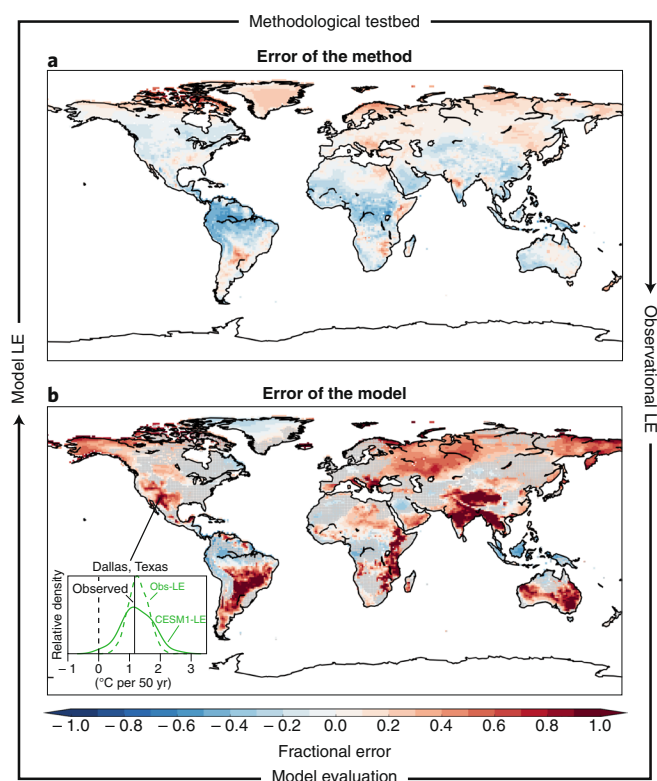 Methodological testbed
a
Error of the method
Model LE
Observational LE
b
Error of the model
Dallas, Texas
Observed
Obs-LE
CESM1-LE
Relative density
– 1 0 1 2 3
(°C per 50 yr)
– 1.0 – 0.8 – 0.6 – 0.4 – 0.2 0.0 0.2 0.4 0.6 0.8 1.0
Fractional error
Model evaluation